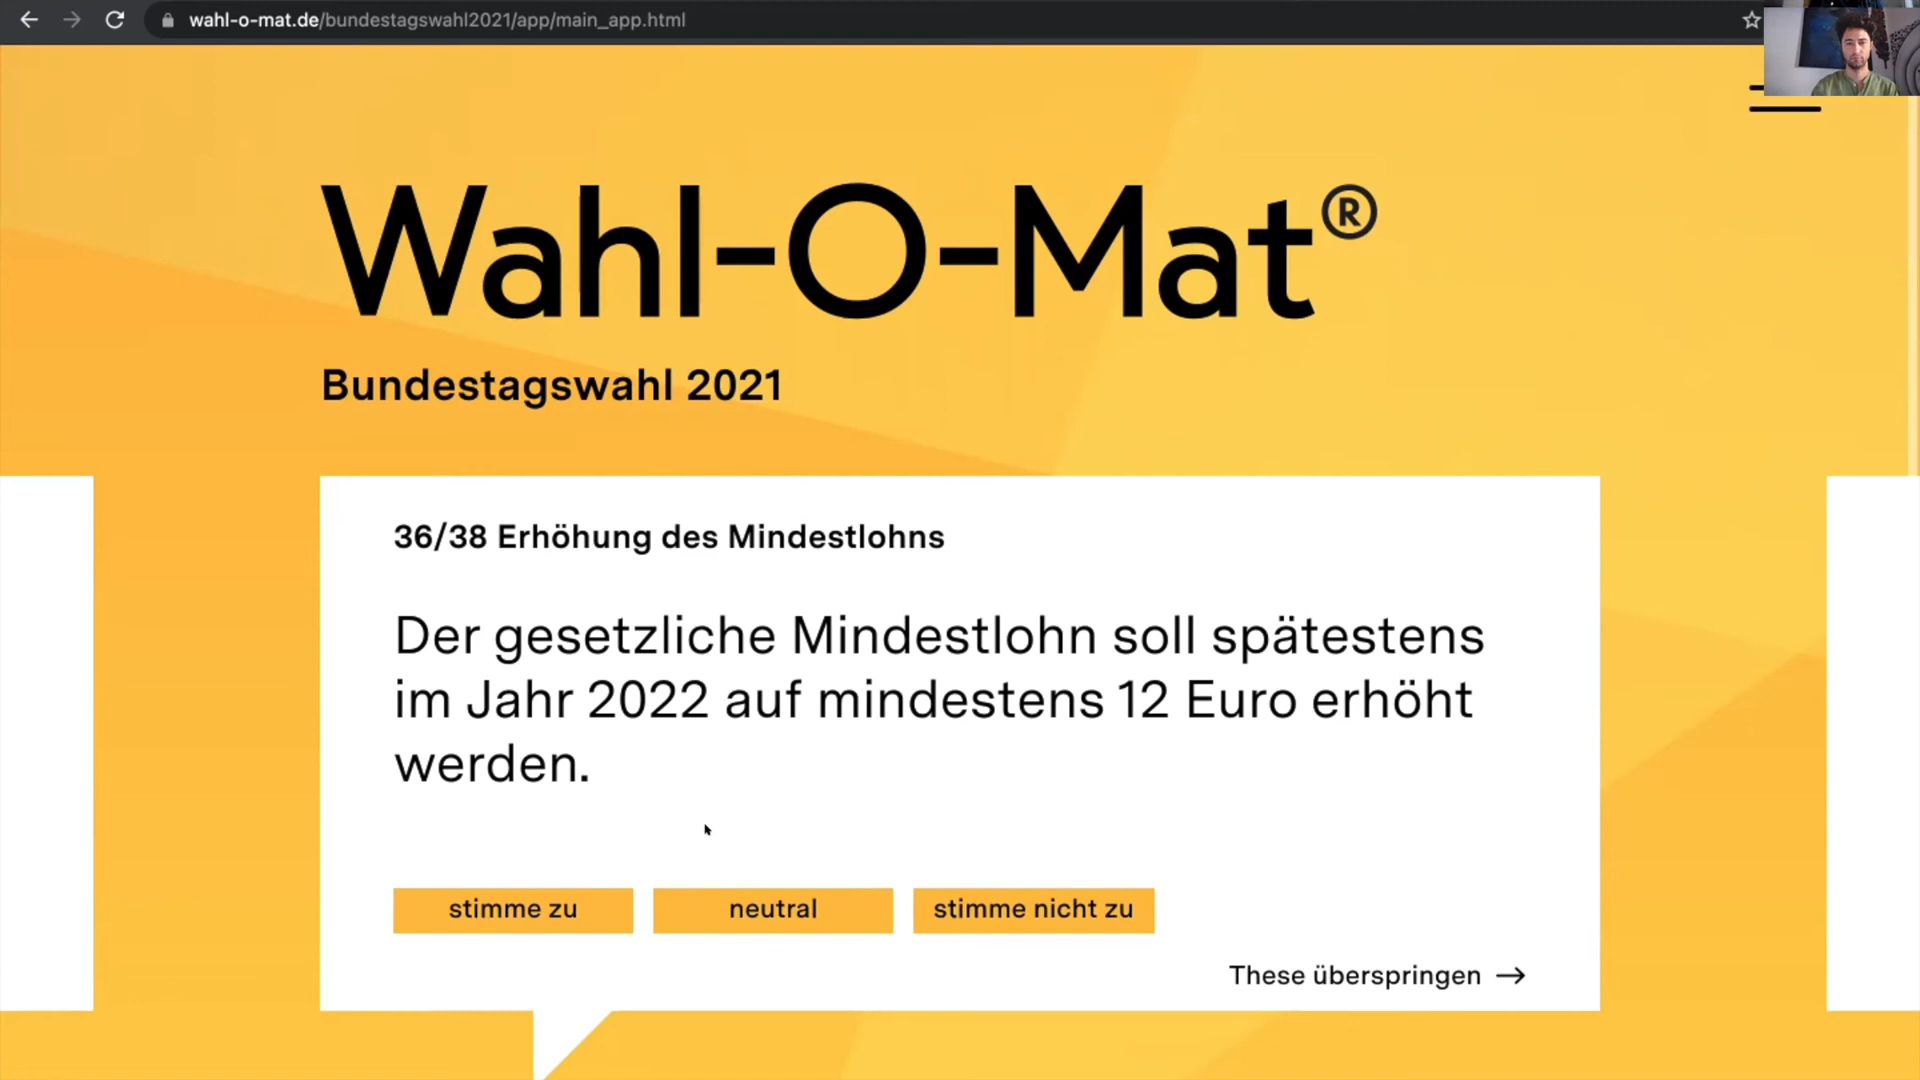 wahl-o-mat.de/bundestagswahl2021/app/main_app.html
Wahl-O-Mat®
Bundestagswahl 2021
36/38 Erhöhung des Mindestlohns
Der gesetzliche Mindestlohn soll spätestens
im Jahr 2022 auf mindestens 12 Euro erhöht
werden.
stimme zu
neutral
stimme nicht zu
These überspringen →